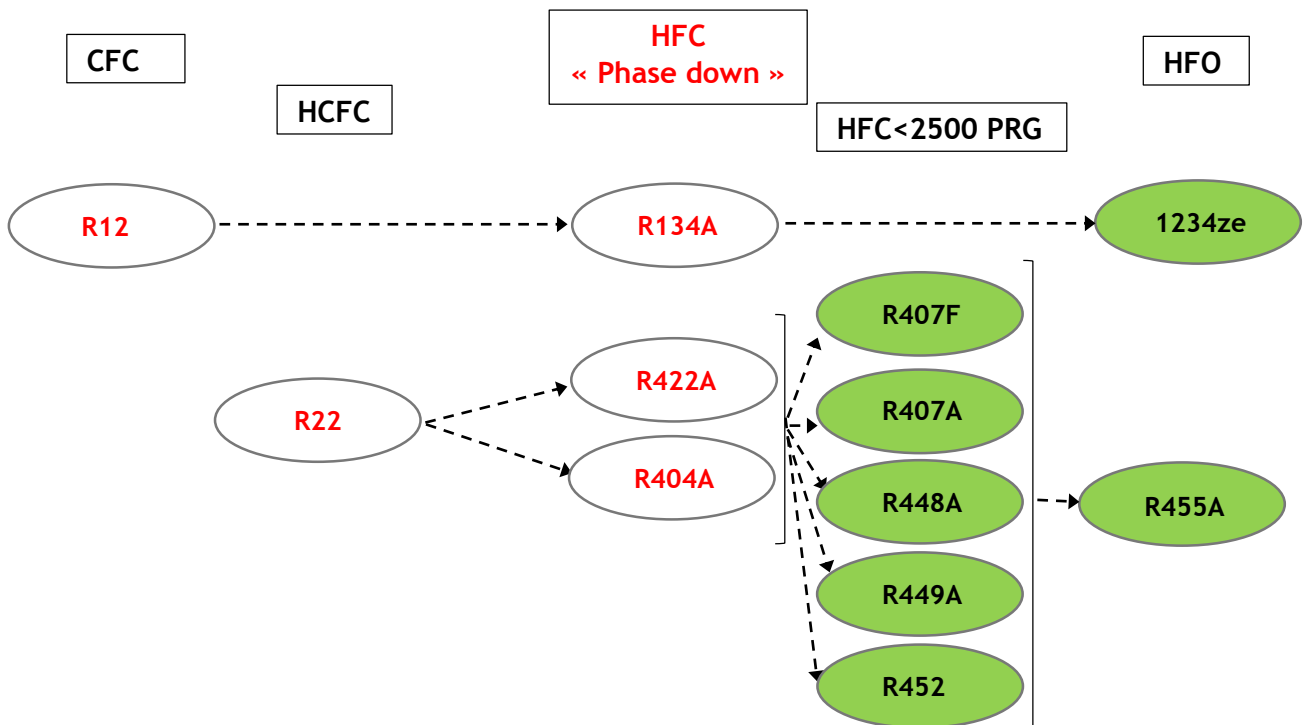 CFC
HCFC
HFC
« Phase down »
HFC<2500 PRG
HFO
R12
R134A
1234ze
R22
R422A
R404A
R407F
R407A
R448A
R449A
R452
R455A